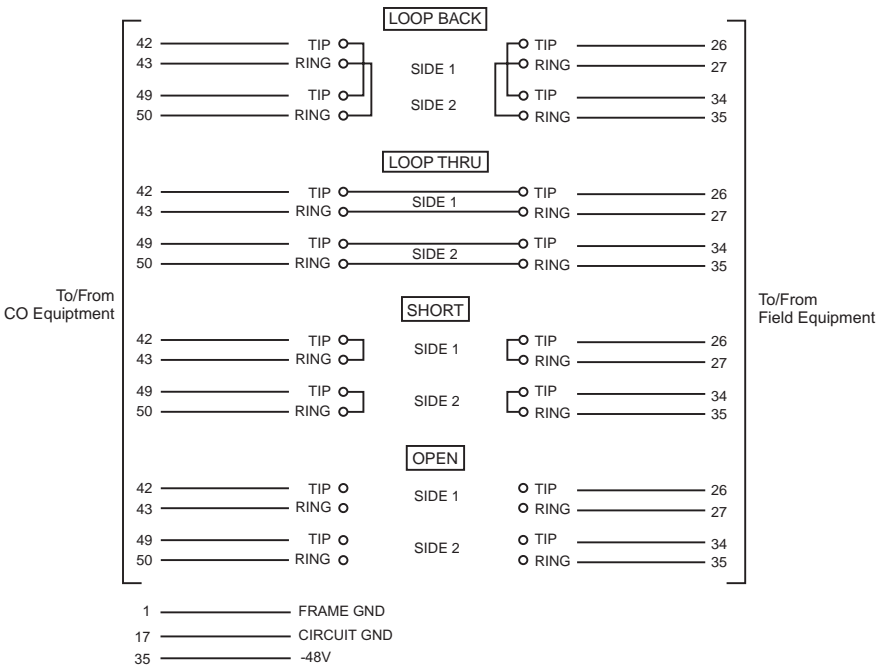 LOOP BACK
42 TIP TIP 26
43 RING SIDE 1 RING 27
49 TIP SIDE 2 TIP 34
50 RING RING 35
LOOP THRU
42 TIP TIP 26
43 RING SIDE 1 RING 27
49 TIP TIP 34
50 RING SIDE 2 RING 35
To/From
CO Equiptment
To/From
Field Equipment
SHORT
42 TIP SIDE 1 TIP 26
43 RING RING 27
49 TIP SIDE 2 TIP 34
50 RING RING 35
OPEN
42 TIP SIDE 1 TIP 26
43 RING RING 27
49 TIP SIDE 2 TIP 34
50 RING RING 35
1 FRAME GND
17 CIRCUIT GND
35 -48V